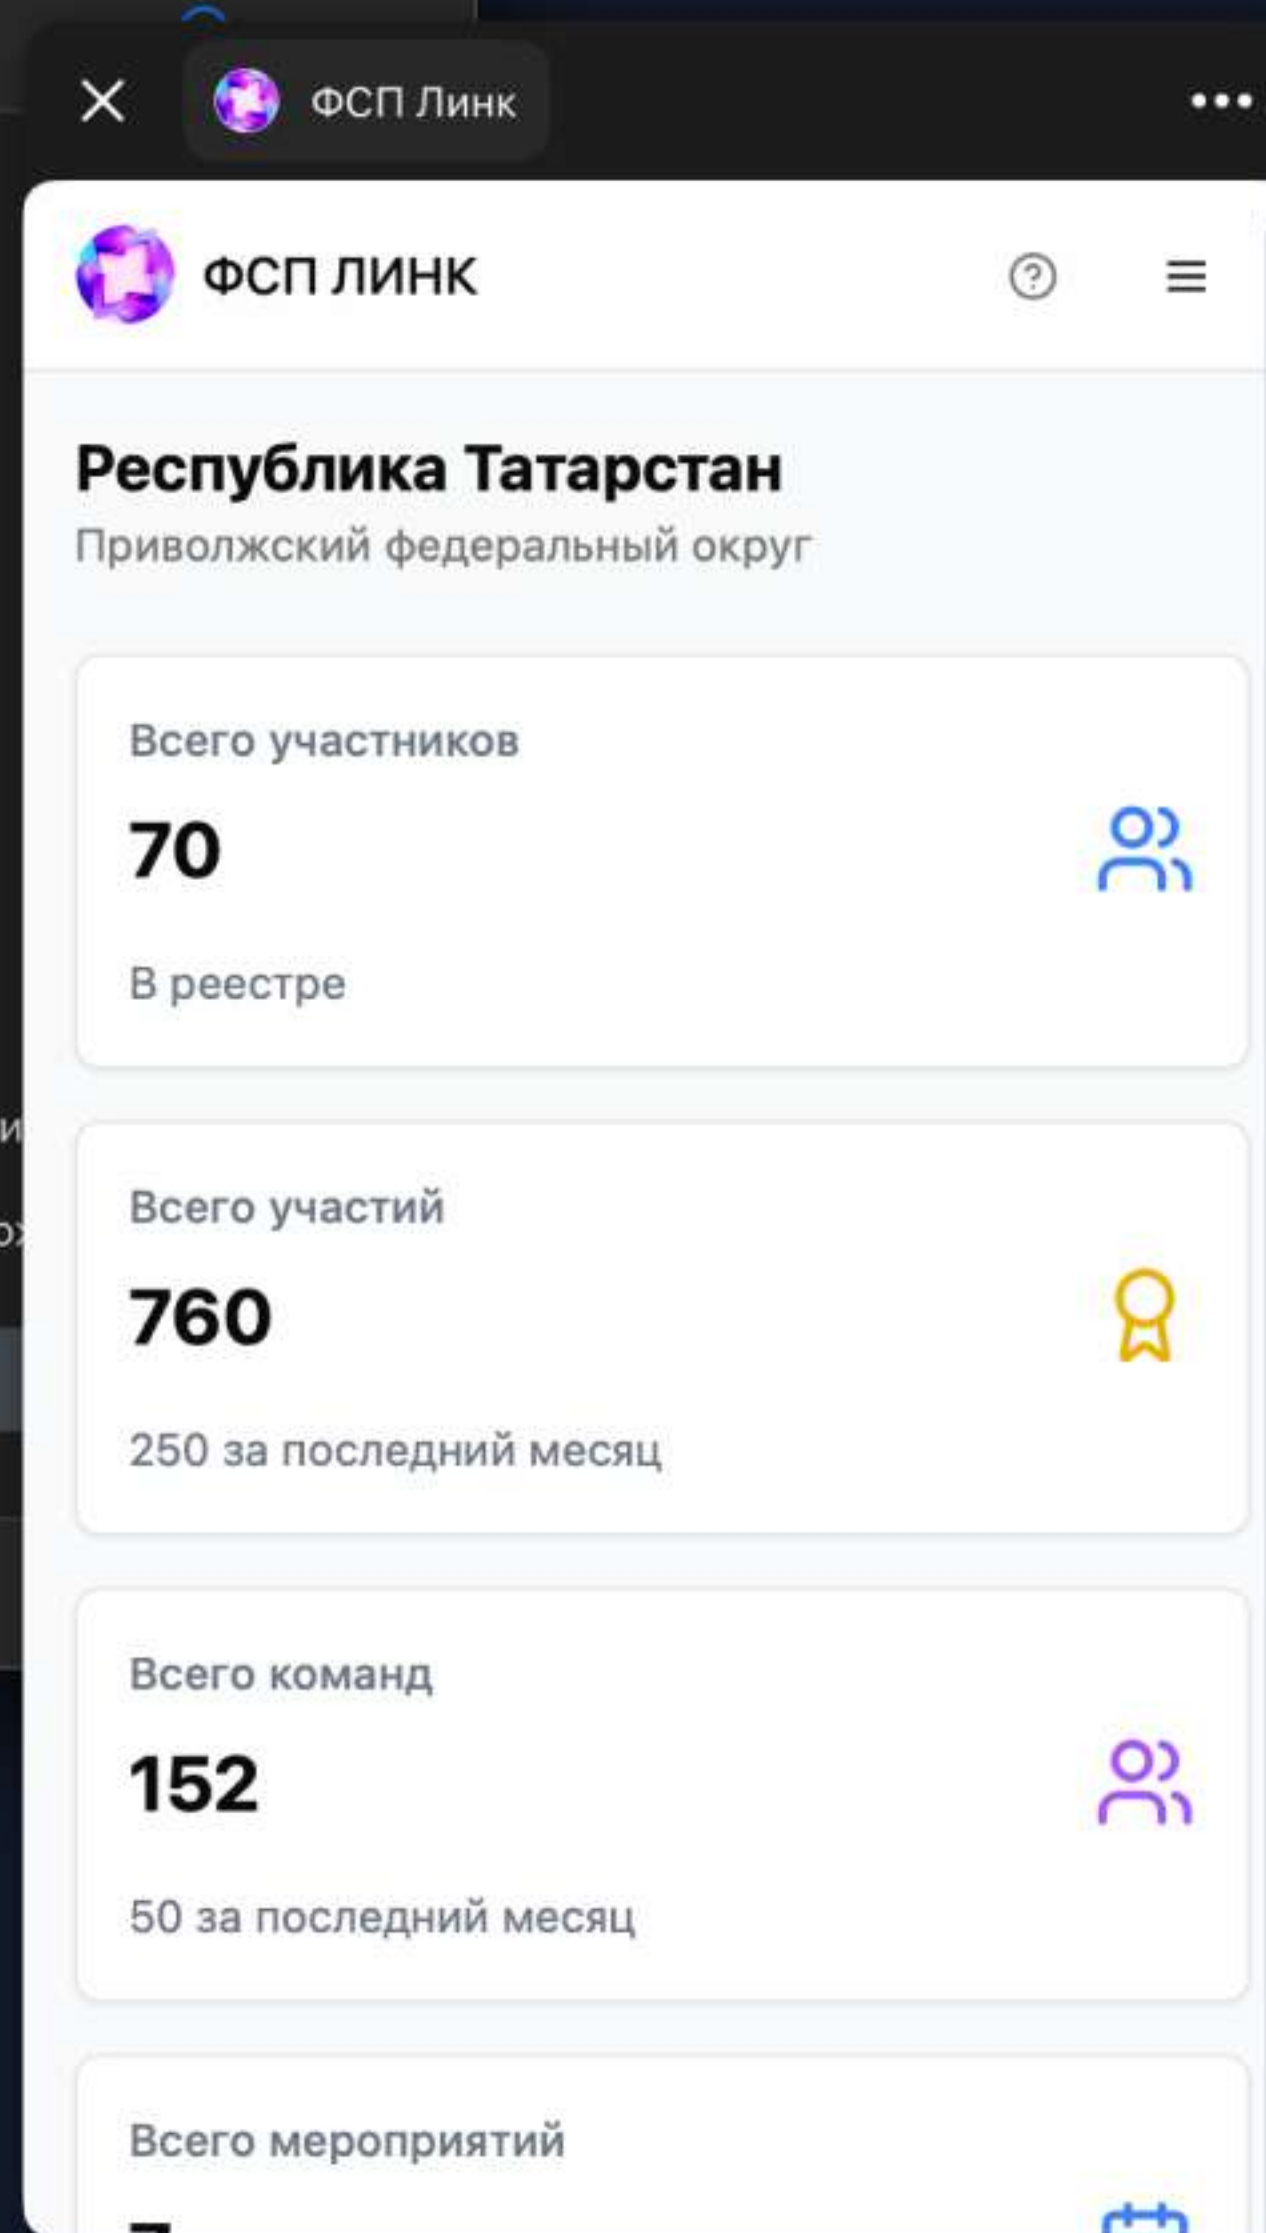 ФСП Линк
ФСП ЛИНК
Республика Татарстан
Приволжский федеральный округ
Всего участников
70
В реестре
Всего участий
760
250 за последний месяц
Всего команд
152
50 за последний месяц
Всего мероприятий